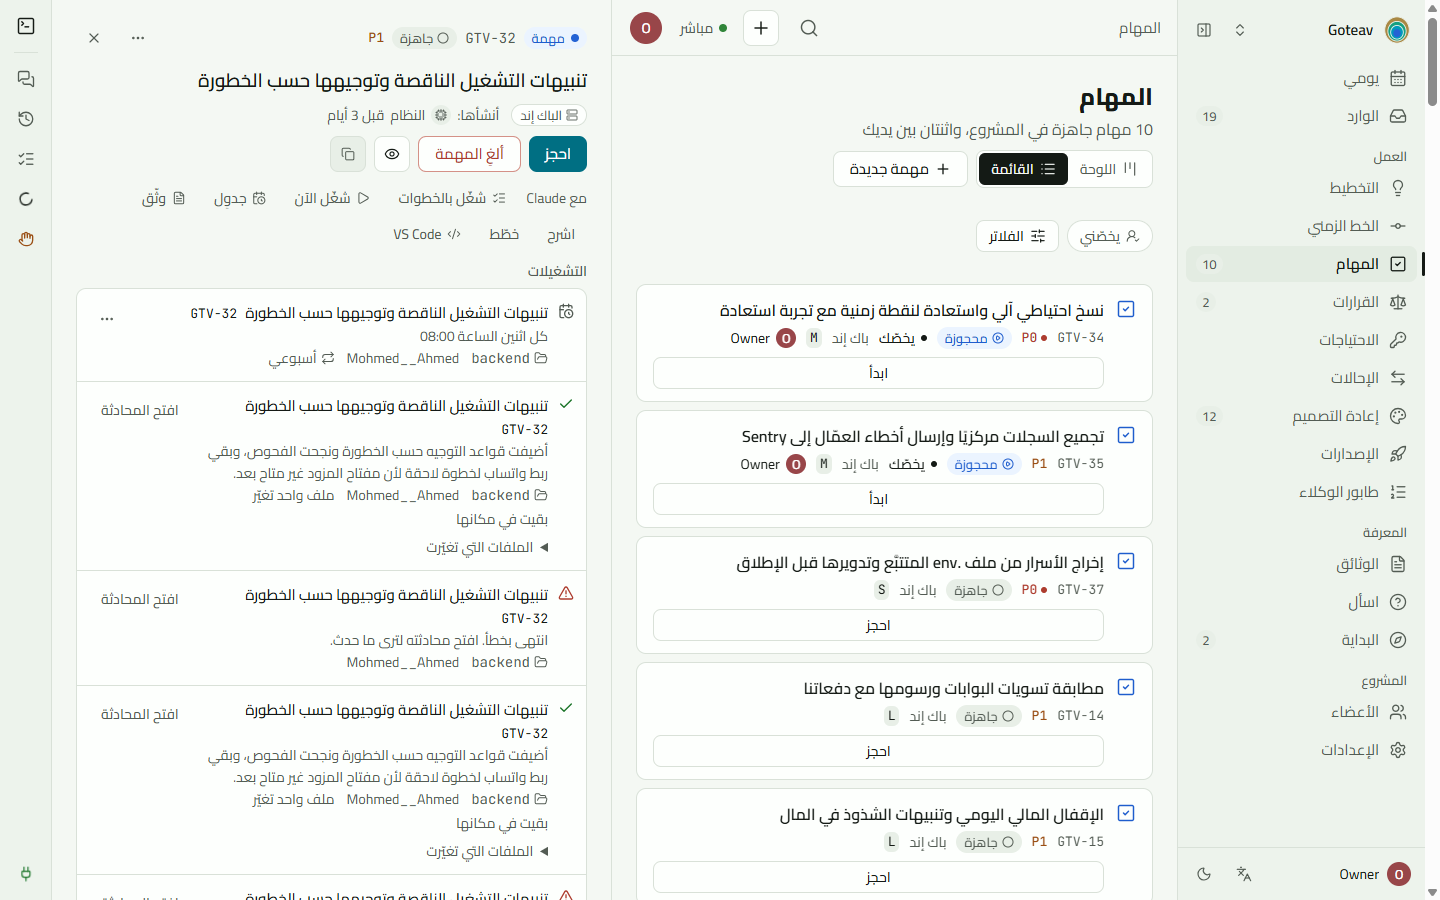 Goteav
يومي
الوارد 19
العمل
التخطيط
الخط الزمني
المهام 10
القرارات 2
الاحتياجات
الإحالات
إعادة التصميم 12
الإصدارات
طابور الوكلاء
المعرفة
الوثائق
اسأل
البداية 2
المشروع
الأعضاء
الإعدادات
O Owner
المهام
مباشر O
المهام
10 مهام جاهزة في المشروع، واثنتان بين يديك
اللوحة القائمة مهمة جديدة
يخصّني الفلاتر
نسخ احتياطي آلي واستعادة لنقطة زمنية مع تجربة استعادة
GTV-34 P0 محجوزة يخصّك باك إند M O Owner
ابدأ
تجميع السجلات مركزيًا وإرسال أخطاء العمّال إلى Sentry
GTV-35 P1 محجوزة يخصّك باك إند M O Owner
ابدأ
إخراج الأسرار من ملف .env المتتبَّع وتدويرها قبل الإطلاق
GTV-37 P0 جاهزة باك إند S
احجز
مطابقة تسويات البوابات ورسومها مع دفعاتنا
GTV-14 P1 جاهزة باك إند L
احجز
الإقفال المالي اليومي وتنبيهات الشذوذ في المال
GTV-15 P1 جاهزة باك إند L
احجز
مهمة GTV-32 جاهزة P1
تنبيهات التشغيل الناقصة وتوجيهها حسب الخطورة
الباك إند أنشأها: النظام قبل 3 أيام
احجز ألغِ المهمة
مع Claude شغّل بالخطوات شغّل الآن جدول وثّق
اشرح خطّط VS Code
التشغيلات
تنبيهات التشغيل الناقصة وتوجيهها حسب الخطورة GTV-32
كل اثنين الساعة 08:00
backend Mohmed__Ahmed أسبوعي
تنبيهات التشغيل الناقصة وتوجيهها حسب الخطورة افتح المحادثة
GTV-32
أضيفت قواعد التوجيه حسب الخطورة ونجحت الفحوص، وبقي
ربط واتساب لخطوة لاحقة لأن مفتاح المزود غير متاح بعد.
backend Mohmed__Ahmed ملف واحد تغيّر
بقيت في مكانها
الملفات التي تغيّرت
تنبيهات التشغيل الناقصة وتوجيهها حسب الخطورة افتح المحادثة
GTV-32
انتهى بخطأ. افتح محادثته لترى ما حدث.
backend Mohmed__Ahmed
تنبيهات التشغيل الناقصة وتوجيهها حسب الخطورة افتح المحادثة
GTV-32
أضيفت قواعد التوجيه حسب الخطورة ونجحت الفحوص، وبقي
ربط واتساب لخطوة لاحقة لأن مفتاح المزود غير متاح بعد.
backend Mohmed__Ahmed ملف واحد تغيّر
بقيت في مكانها
الملفات التي تغيّرت